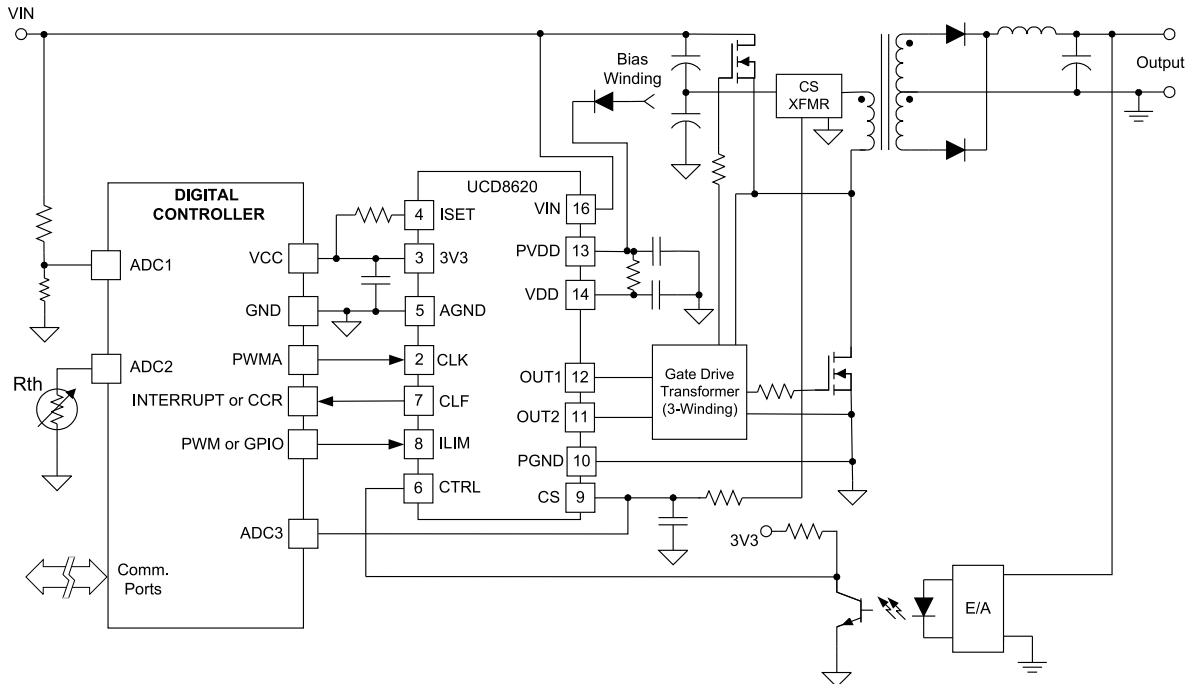 VIN
Bias
Winding
CS
XFMR
Output
DIGITAL
CONTROLLER
UCD8620
ADC1
VCC
GND
ADC2
PWMA
INTERRUPT or CCR
PWM or GPIO
ADC3
Comm.
Ports
Rth
4 ISET
3 3V3
5 AGND
2 CLK
7 CLF
8 ILIM
6 CTRL
VIN 16
PVDD 13
VDD 14
OUT1 12
OUT2 11
PGND 10
CS 9
Gate Drive
Transformer
(3-Winding)
3V3
E/A